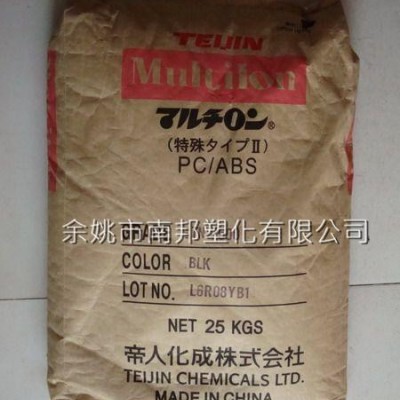 TEIJIN
Multilon
マルチロン®
(特殊タイプⅡ)
PC/ABS
余姚市南邦塑化有限公司
GRADE
COLOR BLK
LOT NO. L6R08YB1
NET 25 KGS
帝人化成株式会社
TEIJIN CHEMICALS LTD.
MADE IN CHINA